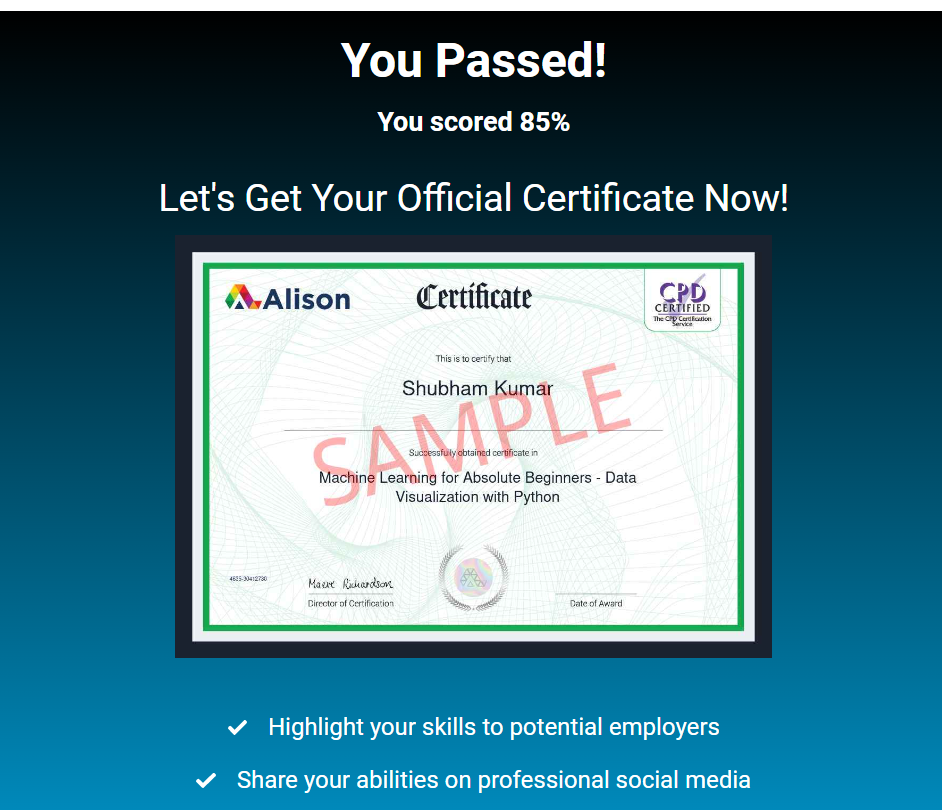 You Passed!
You scored 85%
Let's Get Your Official Certificate Now!
Alison
Certificate
CPD
CERTIFIED
The CPD Certification
Service
This is to certify that
Shubham Kumar
SAMPLE
Successfully obtained certificate in
Machine Learning for Absolute Beginners - Data
Visualization with Python
4635-30412730
Maeve Richardson
Director of Certification
Date of Award
Highlight your skills to potential employers
Share your abilities on professional social media